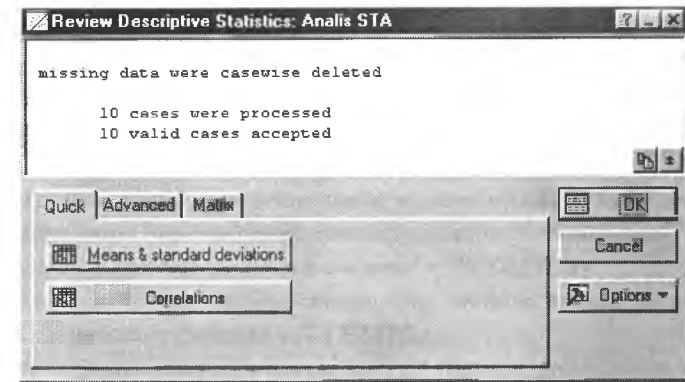 Review Descriptive Statistics: Analis STA
missing data were casewise deleted
10 cases were processed
10 valid cases accepted
Quick
Advanced
Matrix
OK
Means & standard deviations
Cancel
Correlations
Options